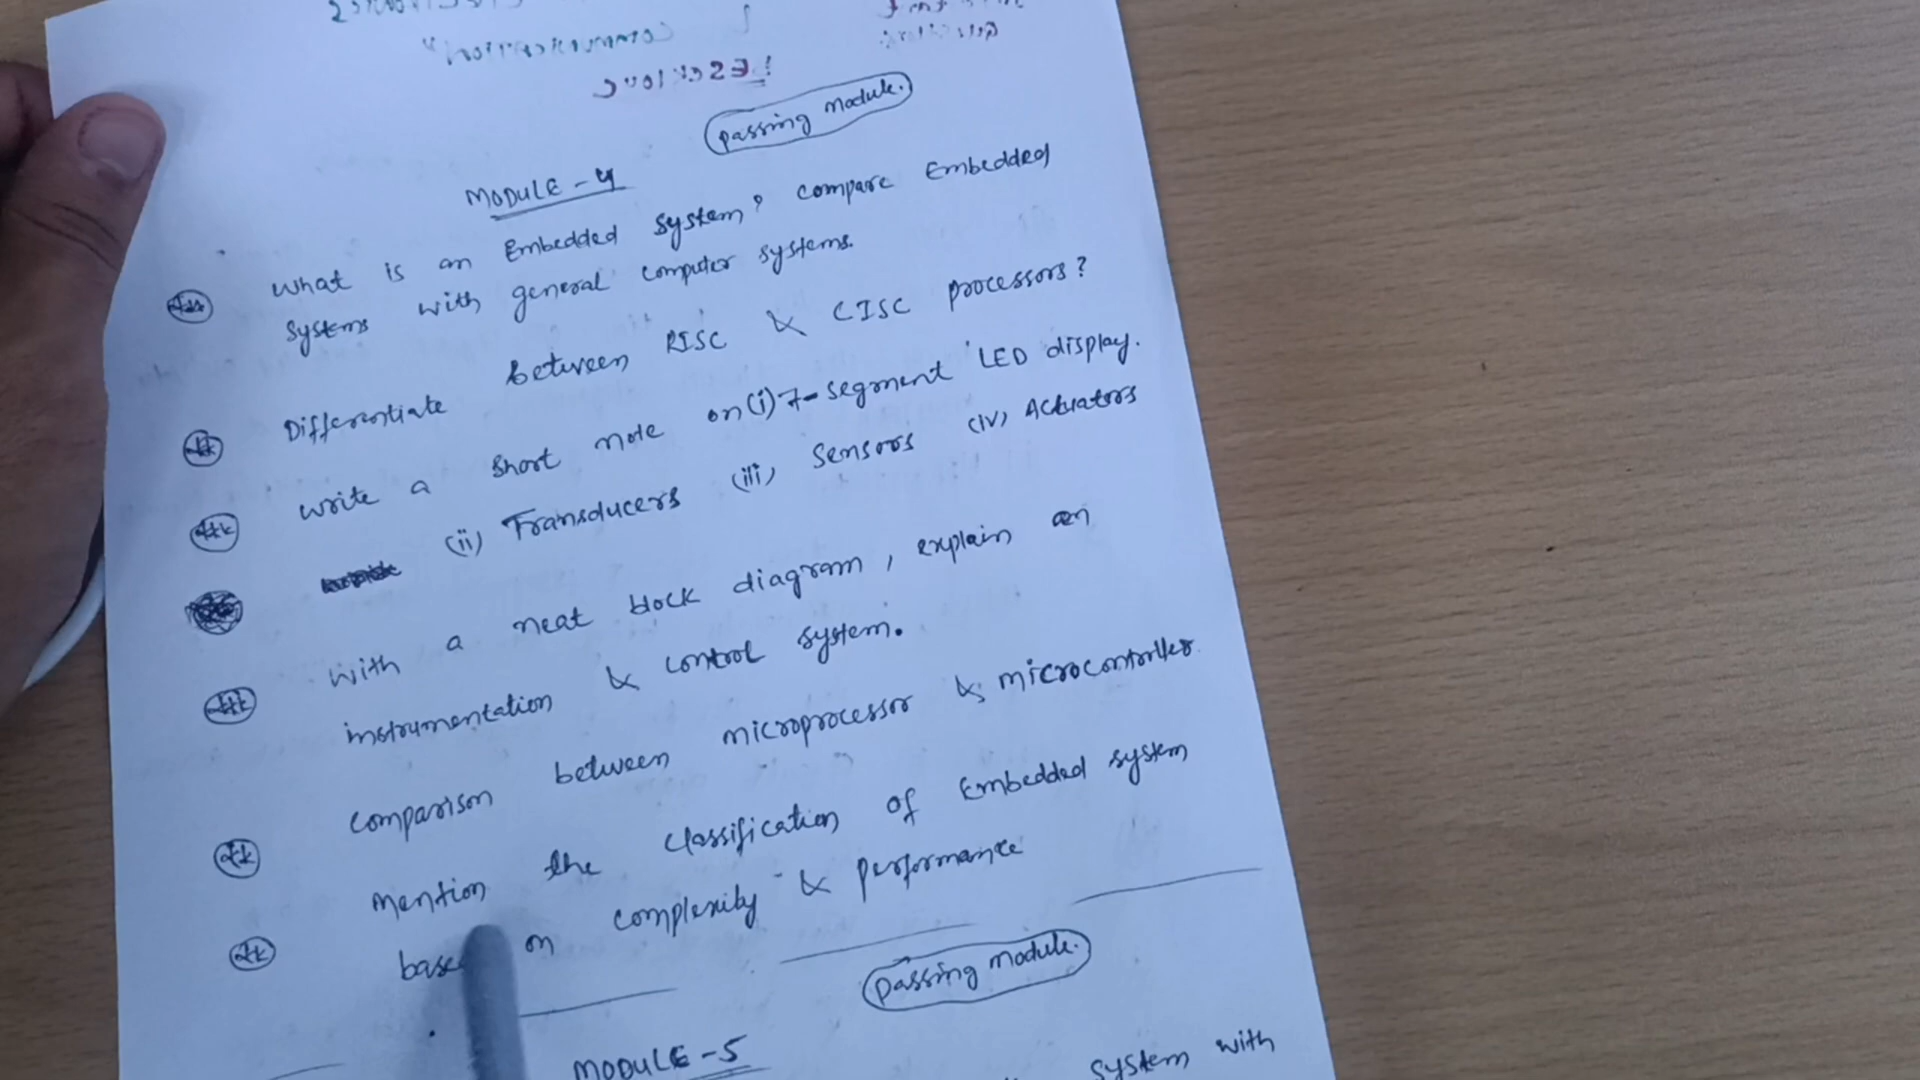 passing module.
MODULE - 4
What is an Embedded system? compare Embedded
systems with general computer systems.
Differentiate between RISC & CISC processors?
write a short note on (i) 7-segment LED display.
(ii) Transducers (iii) Sensors (iv) Actuators
With a neat block diagram, explain an
instrumentation & control system.
comparison between microprocessor & microcontroller
Mention the classification of Embedded system
on complexity & performance
passing module.
MODULE - 5
system with